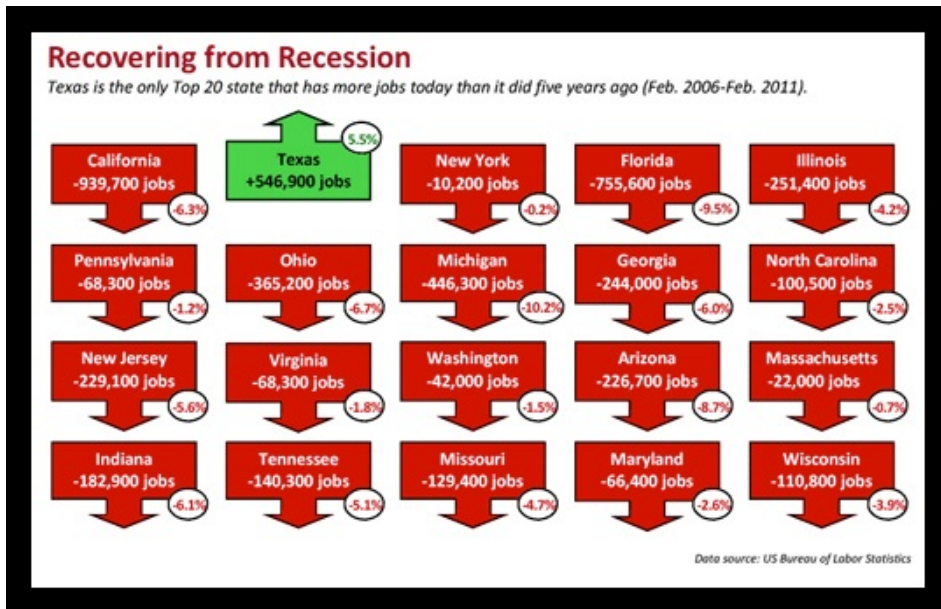 Recovering from Recession
Texas is the only Top 20 state that has more jobs today than it did five years ago (Feb. 2006-Feb. 2011).
California
-939,700 jobs
-6.3%
Texas
+546,900 jobs
5.5%
New York
-10,200 jobs
-0.2%
Florida
-755,600 jobs
-9.5%
Illinois
-251,400 jobs
-4.2%
Pennsylvania
-68,300 jobs
-1.2%
Ohio
-365,200 jobs
-6.7%
Michigan
-446,300 jobs
-10.2%
Georgia
-244,000 jobs
-6.0%
North Carolina
-100,500 jobs
-2.5%
New Jersey
-229,100 jobs
-5.6%
Virginia
-68,300 jobs
-1.8%
Washington
-42,000 jobs
-1.5%
Arizona
-226,700 jobs
-8.7%
Massachusetts
-22,000 jobs
-0.7%
Indiana
-182,900 jobs
-6.1%
Tennessee
-140,300 jobs
-5.1%
Missouri
-129,400 jobs
-4.7%
Maryland
-66,400 jobs
-2.6%
Wisconsin
-110,800 jobs
-3.9%
Data source: US Bureau of Labor Statistics